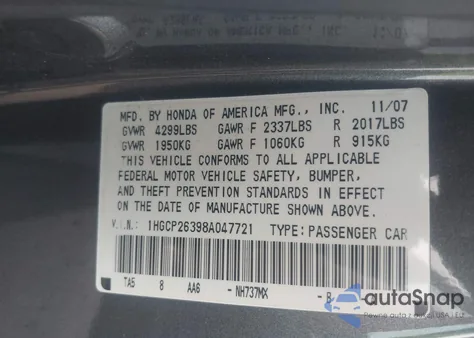 MFD. BY HONDA OF AMERICA MFG., INC. 11/07
GVWR 4299LBS GAWR F 2337LBS R 2017LBS
GVWR 1950KG GAWR F 1060KG R 915KG
THIS VEHICLE CONFORMS TO ALL APPLICABLE
FEDERAL MOTOR VEHICLE SAFETY, BUMPER,
AND THEFT PREVENTION STANDARDS IN EFFECT
ON THE DATE OF MANUFACTURE SHOWN ABOVE.
V.I.N.: 1HGCP26398A047721 TYPE: PASSENGER CAR
TA5 8 AA6 - NH737MX - B
autoSnap
Pewne auto z